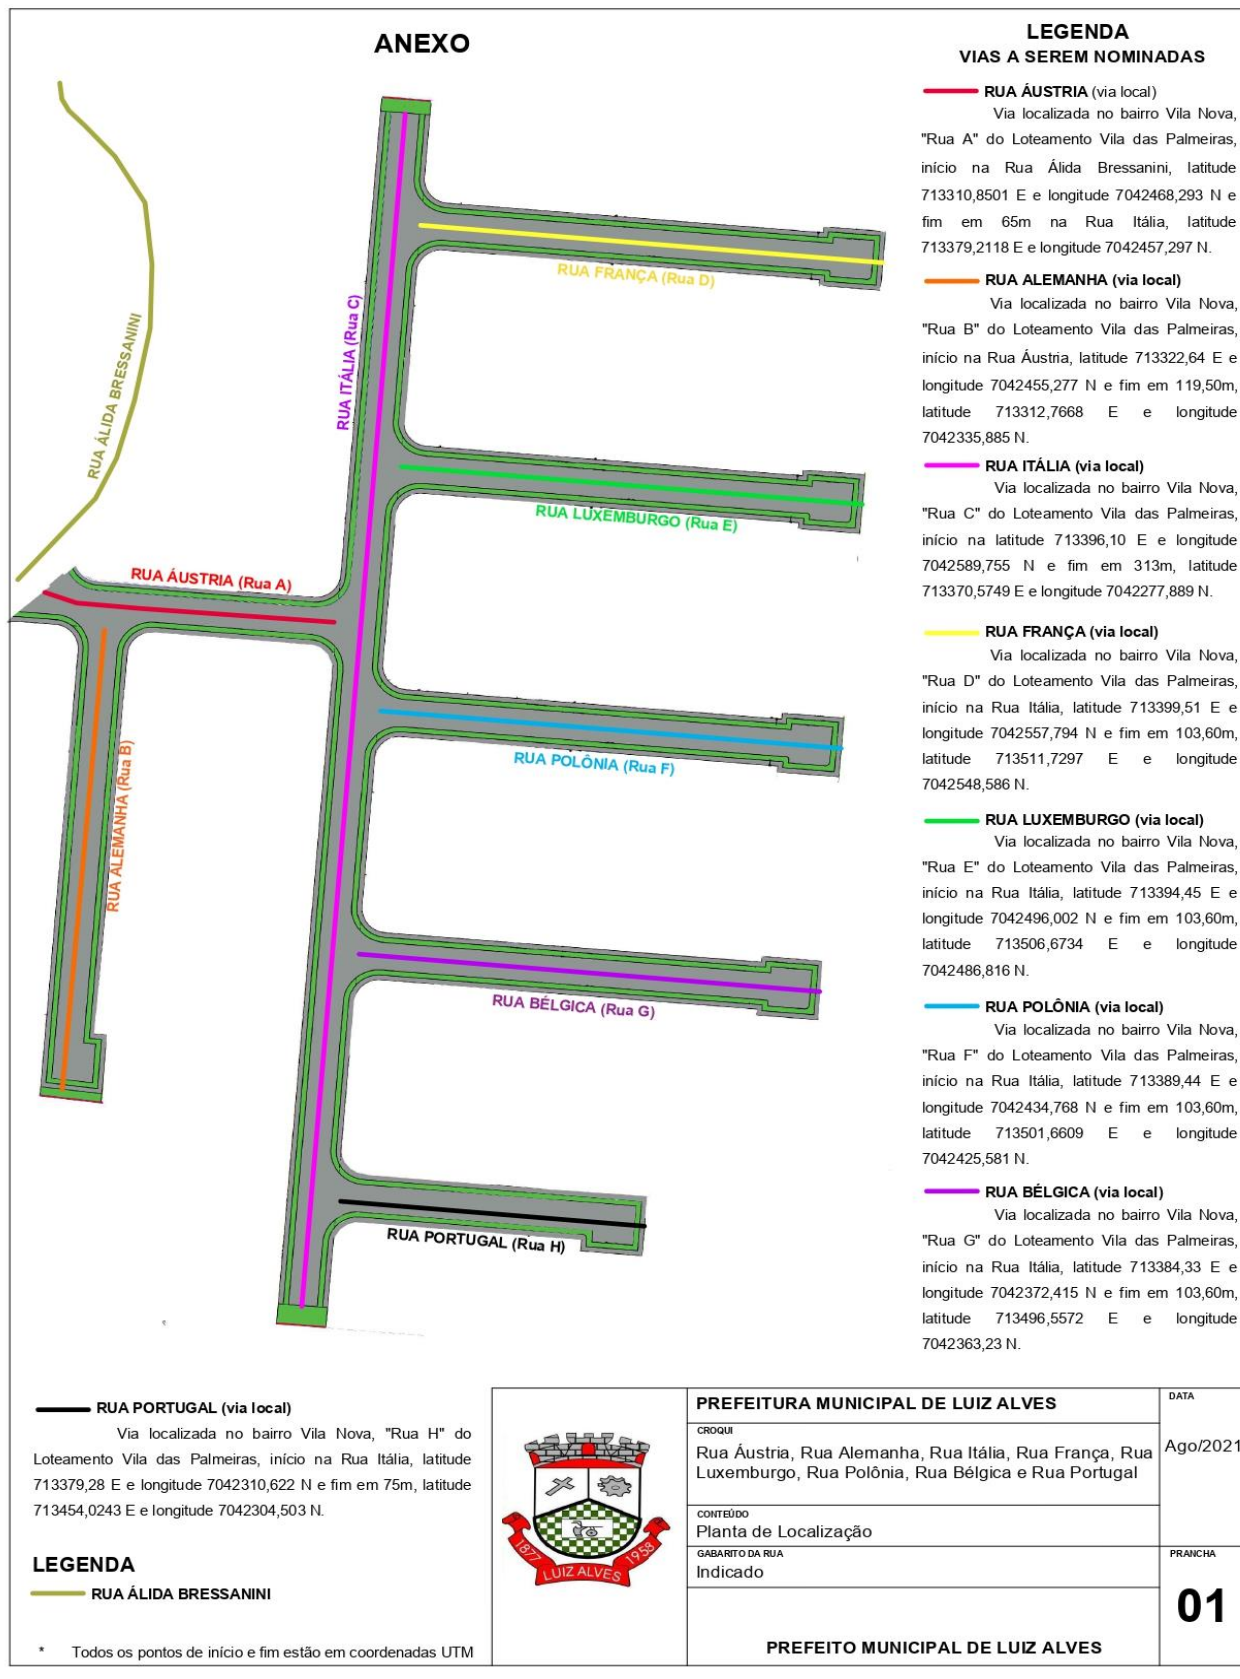 ANEXO
RUA FRANÇA (Rua D)
RUA ITÁLIA (Rua C)
RUA ÁLIDA BRESSANINI
RUA LUXEMBURGO (Rua E)
RUA ÁUSTRIA (Rua A)
RUA POLÔNIA (Rua F)
RUA ALEMANHA (Rua B)
RUA BÉLGICA (Rua G)
RUA PORTUGAL (Rua H)
LEGENDA
VIAS A SEREM NOMINADAS
RUA ÁUSTRIA (via local)
Via localizada no bairro Vila Nova,
"Rua A" do Loteamento Vila das Palmeiras,
início na Rua Álida Bressanini, latitude
713310,8501 E e longitude 7042468,293 N e
fim em 65m na Rua Itália, latitude
713379,2118 E e longitude 7042457,297 N.
RUA ALEMANHA (via local)
Via localizada no bairro Vila Nova,
"Rua B" do Loteamento Vila das Palmeiras,
início na Rua Áustria, latitude 713322,64 E e
longitude 7042455,277 N e fim em 119,50m,
latitude 713312,7668 E e longitude
7042335,885 N.
RUA ITÁLIA (via local)
Via localizada no bairro Vila Nova,
"Rua C" do Loteamento Vila das Palmeiras,
início na latitude 713396,10 E e longitude
7042589,755 N e fim em 313m, latitude
713370,5749 E e longitude 7042277,889 N.
RUA FRANÇA (via local)
Via localizada no bairro Vila Nova,
"Rua D" do Loteamento Vila das Palmeiras,
início na Rua Itália, latitude 713399,51 E e
longitude 7042557,794 N e fim em 103,60m,
latitude 713511,7297 E e longitude
7042548,586 N.
RUA LUXEMBURGO (via local)
Via localizada no bairro Vila Nova,
"Rua E" do Loteamento Vila das Palmeiras,
início na Rua Itália, latitude 713394,45 E e
longitude 7042496,002 N e fim em 103,60m,
latitude 713506,6734 E e longitude
7042486,816 N.
RUA POLÔNIA (via local)
Via localizada no bairro Vila Nova,
"Rua F" do Loteamento Vila das Palmeiras,
início na Rua Itália, latitude 713389,44 E e
longitude 7042434,768 N e fim em 103,60m,
latitude 713501,6609 E e longitude
7042425,581 N.
RUA BÉLGICA (via local)
Via localizada no bairro Vila Nova,
"Rua G" do Loteamento Vila das Palmeiras,
início na Rua Itália, latitude 713384,33 E e
longitude 7042372,415 N e fim em 103,60m,
latitude 713496,5572 E e longitude
7042363,23 N.
RUA PORTUGAL (via local)
Via localizada no bairro Vila Nova, "Rua H" do
Loteamento Vila das Palmeiras, início na Rua Itália, latitude
713379,28 E e longitude 7042310,622 N e fim em 75m, latitude
713454,0243 E e longitude 7042304,503 N.
LEGENDA
RUA ÁLIDA BRESSANINI
* Todos os pontos de início e fim estão em coordenadas UTM
1877
LUIZ ALVES
1958
PREFEITURA MUNICIPAL DE LUIZ ALVES
CROQUI
Rua Áustria, Rua Alemanha, Rua Itália, Rua França, Rua
Luxemburgo, Rua Polônia, Rua Bélgica e Rua Portugal
CONTEÚDO
Planta de Localização
GABARITO DA RUA
Indicado
PREFEITO MUNICIPAL DE LUIZ ALVES
DATA
Ago/2021
PRANCHA
01